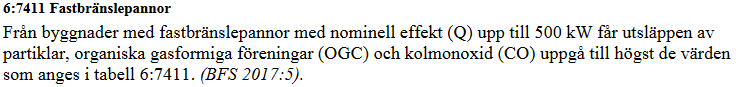 6:7411 Fastbränslepannor
Från byggnader med fastbränslepannor med nominell effekt (Q) upp till 500 kW får utsläppen av
partiklar, organiska gasformiga föreningar (OGC) och kolmonoxid (CO) uppgå till högst de värden
som anges i tabell 6:7411. (BFS 2017:5).